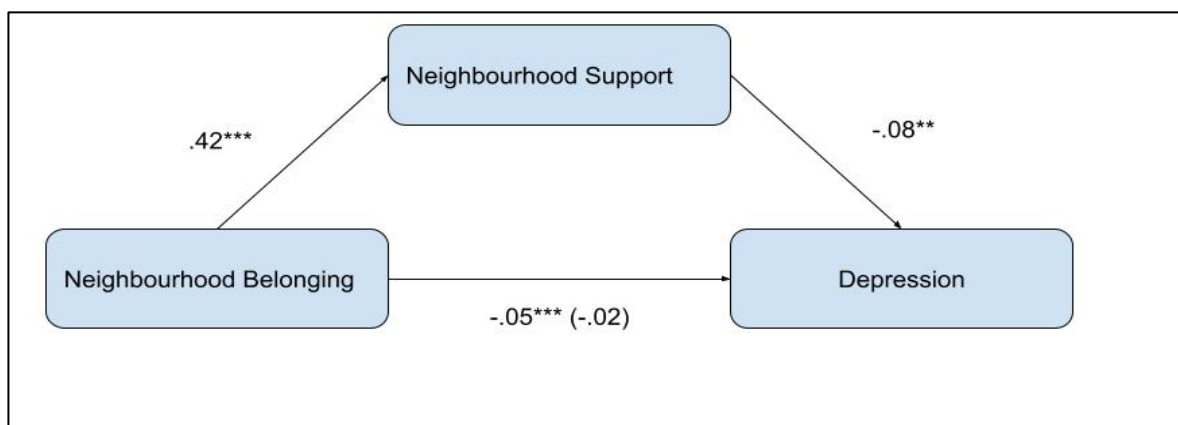 Neighbourhood Support
.42***
-.08**
Neighbourhood Belonging
Depression
-.05*** (-.02)